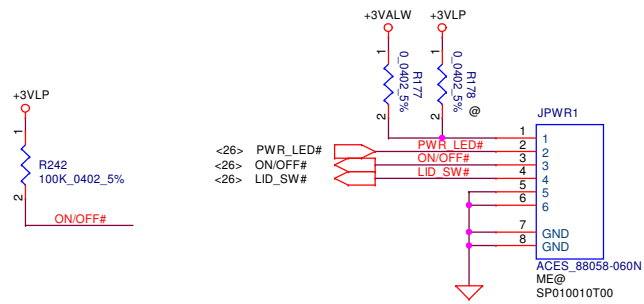 +3VALW
+3VLP
1
R177
0_0402_5%
2
1
R178
0_0402_5%
@
2
+3VLP
1
R242
100K_0402_5%
2
ON/OFF#
JPWR1
<26> PWR_LED#
<26> ON/OFF#
<26> LID_SW#
PWR_LED#
ON/OFF#
LID_SW#
1 1
2 2
3 3
4 4
5 5
6 6
7 GND
8 GND
ACES_88058-060N
ME@
SP010010T00